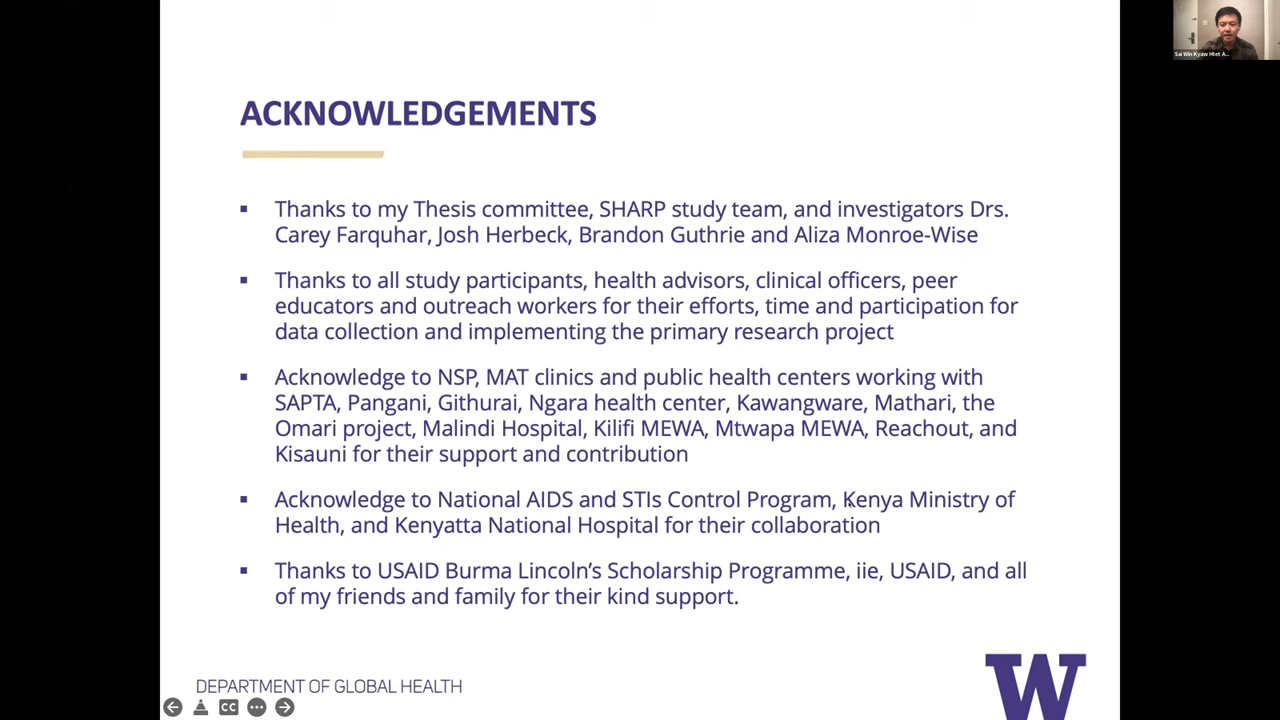 Sai Win Kyaw Htet A...
ACKNOWLEDGEMENTS
▪ Thanks to my Thesis committee, SHARP study team, and investigators Drs.
Carey Farquhar, Josh Herbeck, Brandon Guthrie and Aliza Monroe-Wise
▪ Thanks to all study participants, health advisors, clinical officers, peer
educators and outreach workers for their efforts, time and participation for
data collection and implementing the primary research project
▪ Acknowledge to NSP, MAT clinics and public health centers working with
SAPTA, Pangani, Githurai, Ngara health center, Kawangware, Mathari, the
Omari project, Malindi Hospital, Kilifi MEWA, Mtwapa MEWA, Reachout, and
Kisauni for their support and contribution
▪ Acknowledge to National AIDS and STIs Control Program, Kenya Ministry of
Health, and Kenyatta National Hospital for their collaboration
▪ Thanks to USAID Burma Lincoln’s Scholarship Programme, iie, USAID, and all
of my friends and family for their kind support.
DEPARTMENT OF GLOBAL HEALTH
W
CC